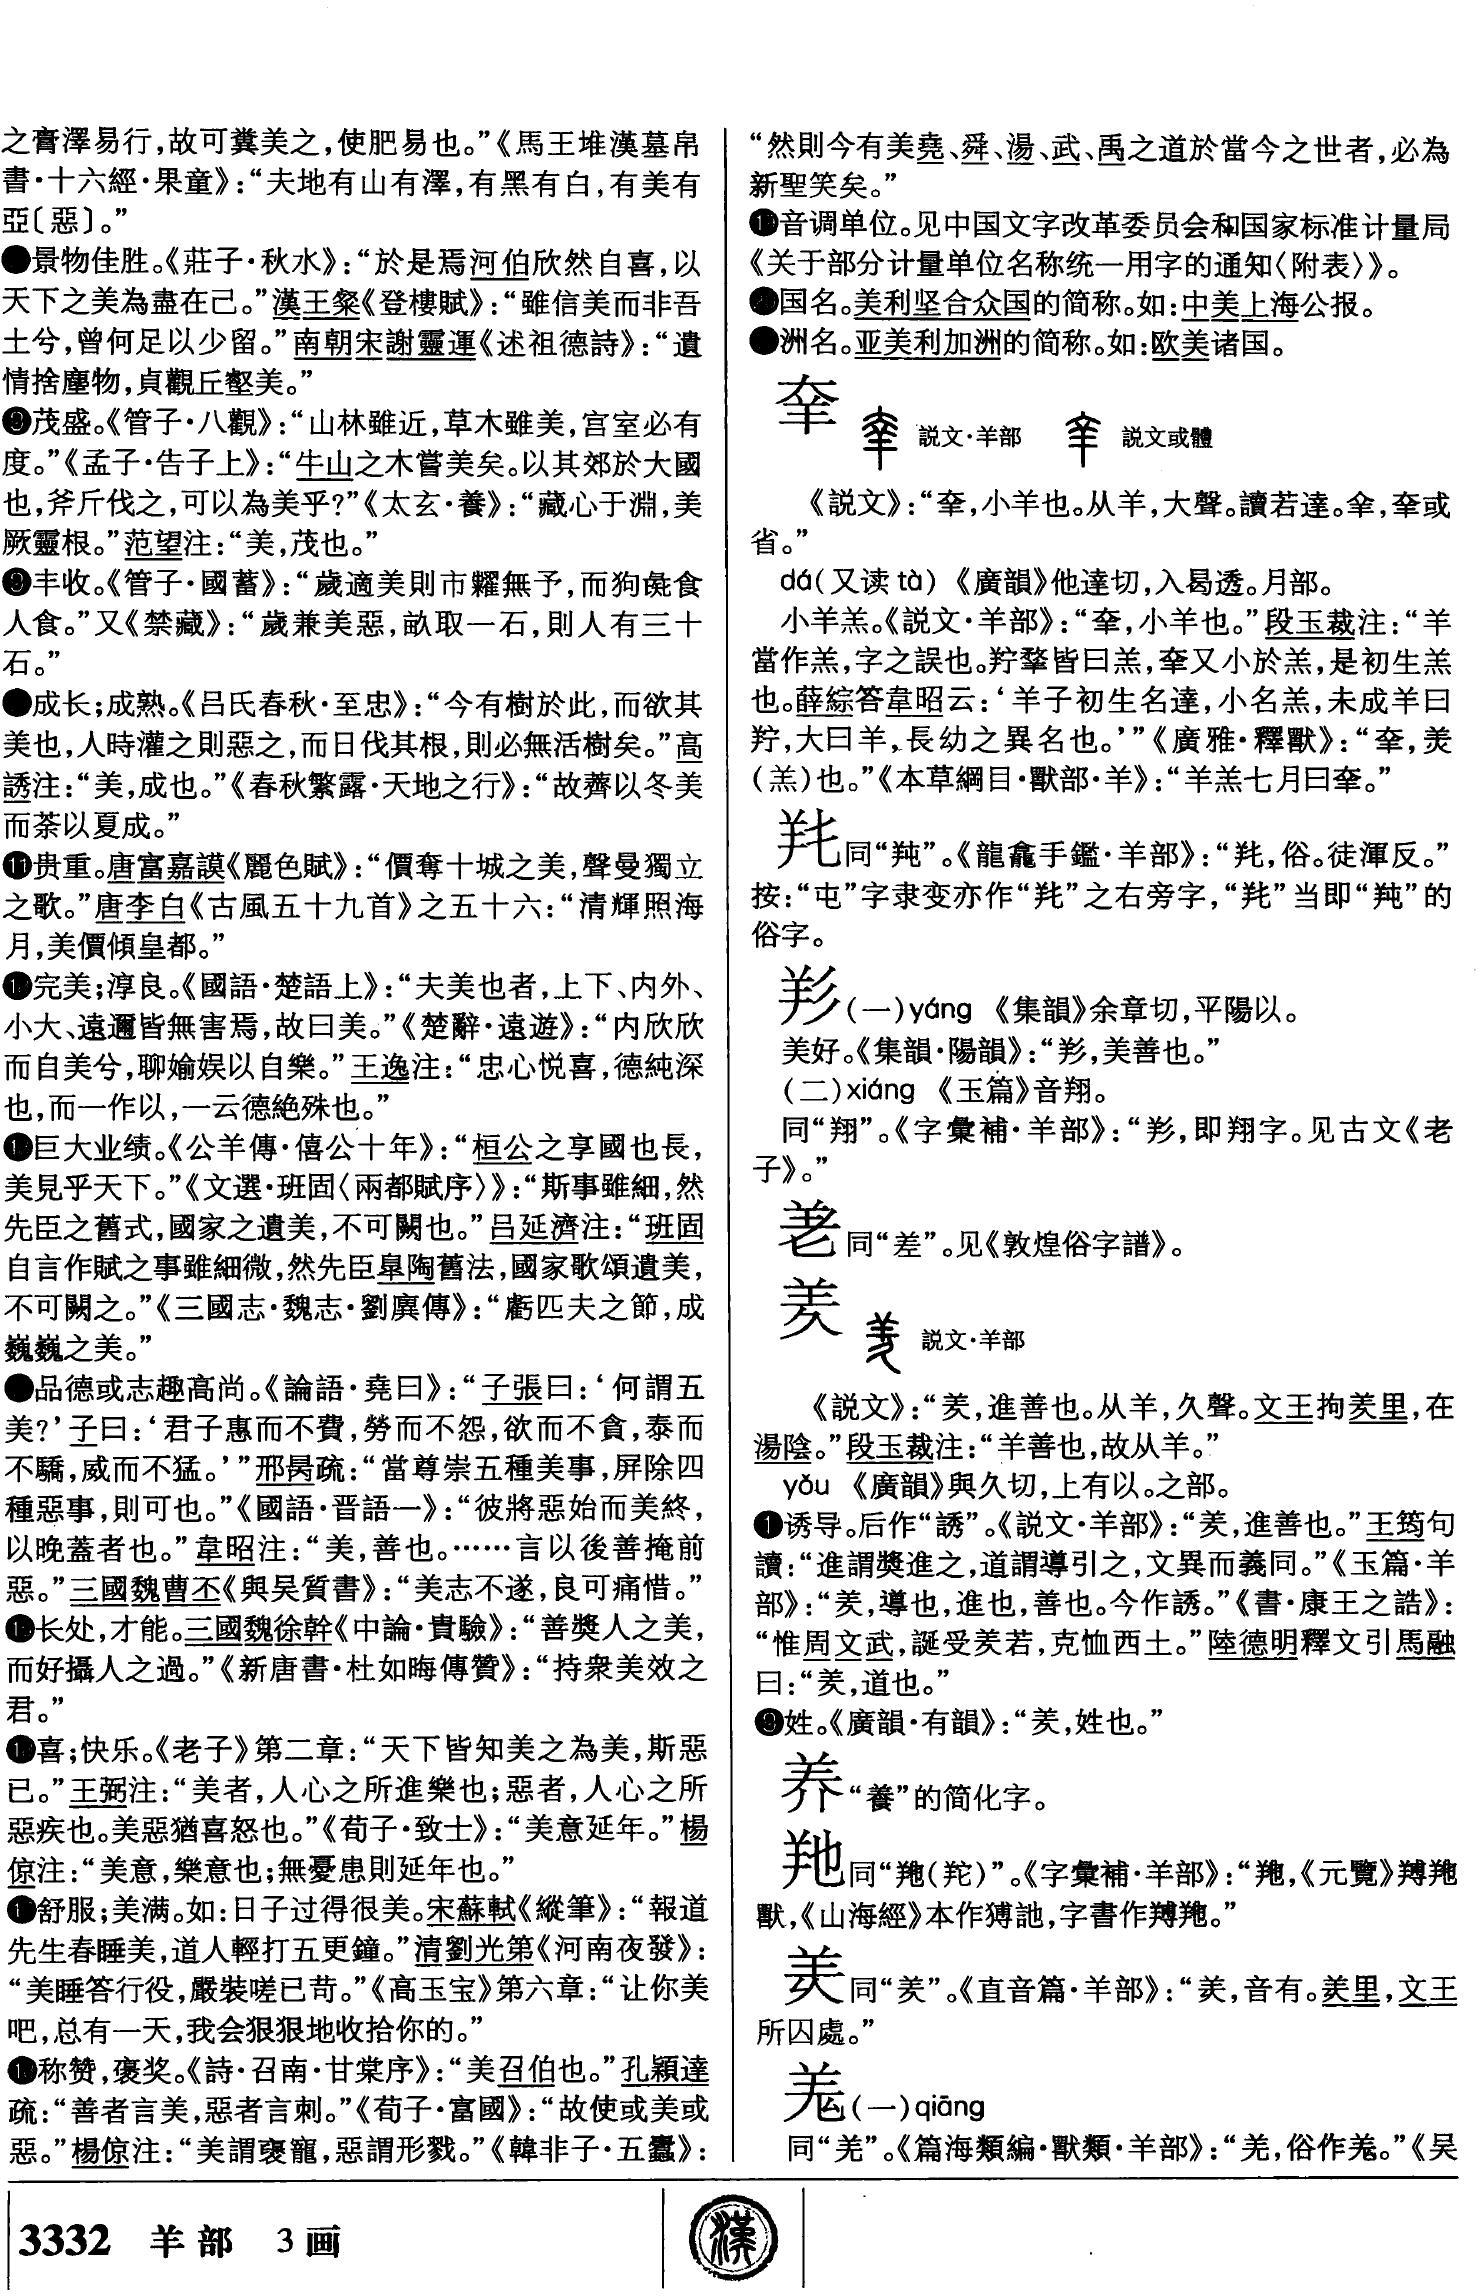 之膏澤易行，故可糞美之，使肥易也。”《馬王堆漢墓帛
書·十六經·果童》：“夫地有山有澤，有黑有白，有美有
亞〔惡〕。”
●景物佳胜。《莊子·秋水》：“於是焉河伯欣然自喜，以
天下之美為盡在己。”漢王粲《登樓賦》：“雖信美而非吾
土兮，曾何足以少留。”南朝宋謝靈運《述祖德詩》：“遺
情捨塵物，貞觀丘壑美。”
❽茂盛。《管子·八觀》：“山林雖近，草木雖美，宫室必有
度。”《孟子·告子上》：“牛山之木嘗美矣。以其郊於大國
也，斧斤伐之，可以為美乎？”《太玄·養》：“藏心于淵，美
厥靈根。”范望注：“美，茂也。”
❾丰收。《管子·國蓄》：“歲適美則市糶無予，而狗彘食
人食。”又《禁藏》：“歲兼美惡，畝取一石，則人有三十
石。”
●成长；成熟。《吕氏春秋·至忠》：“今有樹於此，而欲其
美也，人時灌之則惡之，而日伐其根，則必無活樹矣。”高
誘注：“美，成也。”《春秋繁露·天地之行》：“故薺以冬美
而荼以夏成。”
⓫贵重。唐富嘉謨《麗色賦》：“價奪十城之美，聲曼獨立
之歌。”唐李白《古風五十九首》之五十六：“清輝照海
月，美價傾皇都。”
●完美；淳良。《國語·楚語上》：“夫美也者，上下、内外、
小大、遠邇皆無害焉，故曰美。”《楚辭·遠遊》：“内欣欣
而自美兮，聊媮娱以自樂。”王逸注：“忠心悦喜，德純深
也，而一作以，一云德絶殊也。”
●巨大业绩。《公羊傳·僖公十年》：“桓公之享國也長，
美見乎天下。”《文選·班固〈兩都賦序〉》：“斯事雖細，然
先臣之舊式，國家之遺美，不可闕也。”吕延濟注：“班固
自言作賦之事雖細微，然先臣臯陶舊法，國家歌頌遺美，
不可闕之。”《三國志·魏志·劉廙傳》：“虧匹夫之節，成
巍巍之美。”
●品德或志趣高尚。《論語·堯曰》：“子張曰：‘何謂五
美？’子曰：‘君子惠而不費，勞而不怨，欲而不貪，泰而
不驕，威而不猛。’”邢昺疏：“當尊崇五種美事，屏除四
種惡事，則可也。”《國語·晋語一》：“彼將惡始而美終，
以晚蓋者也。”韋昭注：“美，善也。……言以後善掩前
惡。”三國魏曹丕《與吴質書》：“美志不遂，良可痛惜。”
●长处，才能。三國魏徐幹《中論·貴驗》：“善奬人之美，
而好攝人之過。”《新唐書·杜如晦傳贊》：“持衆美效之
君。”
●喜；快乐。《老子》第二章：“天下皆知美之為美，斯惡
已。”王弼注：“美者，人心之所進樂也；惡者，人心之所
惡疾也。美惡猶喜怒也。”《荀子·致士》：“美意延年。”楊
倞注：“美意，樂意也；無憂患則延年也。”
●舒服；美满。如：日子过得很美。宋蘇軾《縱筆》：“報道
先生春睡美，道人輕打五更鐘。”清劉光第《河南夜發》：
“美睡答行役，嚴裝嗟已苛。”《高玉宝》第六章：“让你美
吧，总有一天，我会狠狠地收拾你的。”
●称赞，褒奖。《詩·召南·甘棠序》：“美召伯也。”孔穎達
疏：“善者言美，惡者言刺。”《荀子·富國》：“故使或美或
惡。”楊倞注：“美謂褒寵，惡謂形戮。”《韓非子·五蠹》：
“然則今有美堯、舜、湯、武、禹之道於當今之世者，必為
新聖笑矣。”
●音调单位。见中国文字改革委员会和国家标准计量局
《关于部分计量单位名称统一用字的通知〈附表〉》。
●国名。美利坚合众国的简称。如：中美上海公报。
●洲名。亚美利加洲的简称。如：欧美诸国。
羍 説文·羊部 説文或體
《説文》：“羍，小羊也。从羊，大聲。讀若達。𦍒，羍或
省。”
dá（又读tà）《廣韻》他達切，入曷透。月部。
小羊羔。《説文·羊部》：“羍，小羊也。”段玉裁注：“羊
當作羔，字之誤也。羜𦎦皆曰羔，羍又小於羔，是初生羔
也。薛綜答韋昭云：‘羊子初生名達，小名羔，未成羊曰
羜，大曰羊，長幼之異名也。’”《廣雅·釋獸》：“羍，羙
（羔）也。”《本草綱目·獸部·羊》：“羊羔七月曰羍。”
同“𦍩”。《龍龕手鑑·羊部》：“，俗。徒渾反。”
按：“屯”字隶变亦作“”之右旁字，“”当即“𦍩”的
俗字。
羏（一）yáng 《集韻》余章切，平陽以。
美好。《集韻·陽韻》：“羏，美善也。”
（二）xiáng 《玉篇》音翔。
同“翔”。《字彙補·羊部》：“羏，即翔字。见古文《老
子》。”
同“差”。见《敦煌俗字譜》。
羑 説文·羊部
《説文》：“羑，進善也。从羊，久聲。文王拘羑里，在
湯陰。”段玉裁注：“羊善也，故从羊。”
yǒu 《廣韻》與久切，上有以。之部。
❶诱导。后作“誘”。《説文·羊部》：“羑，進善也。”王筠句
讀：“進謂奬進之，道謂導引之，文異而義同。”《玉篇·羊
部》：“羑，導也，進也，善也。今作誘。”《書·康王之誥》：
“惟周文武，誕受羑若，克恤西土。”陸德明釋文引馬融
曰：“羑，道也。”
❷姓。《廣韻·有韻》：“羑，姓也。”
养“養”的简化字。
同“（羠）”。《字彙補·羊部》：“，《元覽》
獸，《山海經》本作猼訑，字書作。”
同“羑”。《直音篇·羊部》：“，音有。羑里，文王
所囚處。”
羗（一）qiāng
同“羌”。《篇海類編·獸類·羊部》：“羌，俗作羗。”《吴
3332 羊部 3画
漢